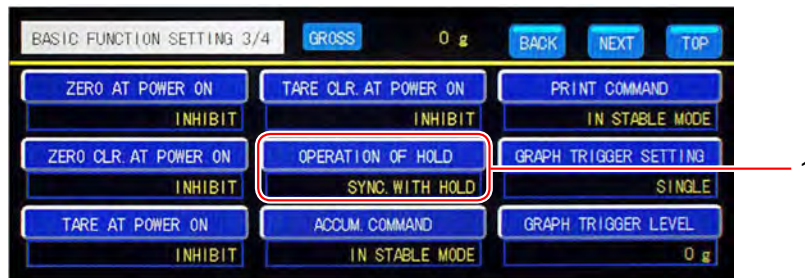 BASIC FUNCTION SETTING 3/4 GROSS 0 g BACK NEXT TOP
ZERO AT POWER ON TARE CLR. AT POWER ON PRINT COMMAND
INHIBIT INHIBIT IN STABLE MODE
ZERO CLR. AT POWER ON OPERATION OF HOLD GRAPH TRIGGER SETTING
INHIBIT SYNC. WITH HOLD SINGLE
TARE AT POWER ON ACCUM. COMMAND GRAPH TRIGGER LEVEL
INHIBIT IN STABLE MODE 0 g